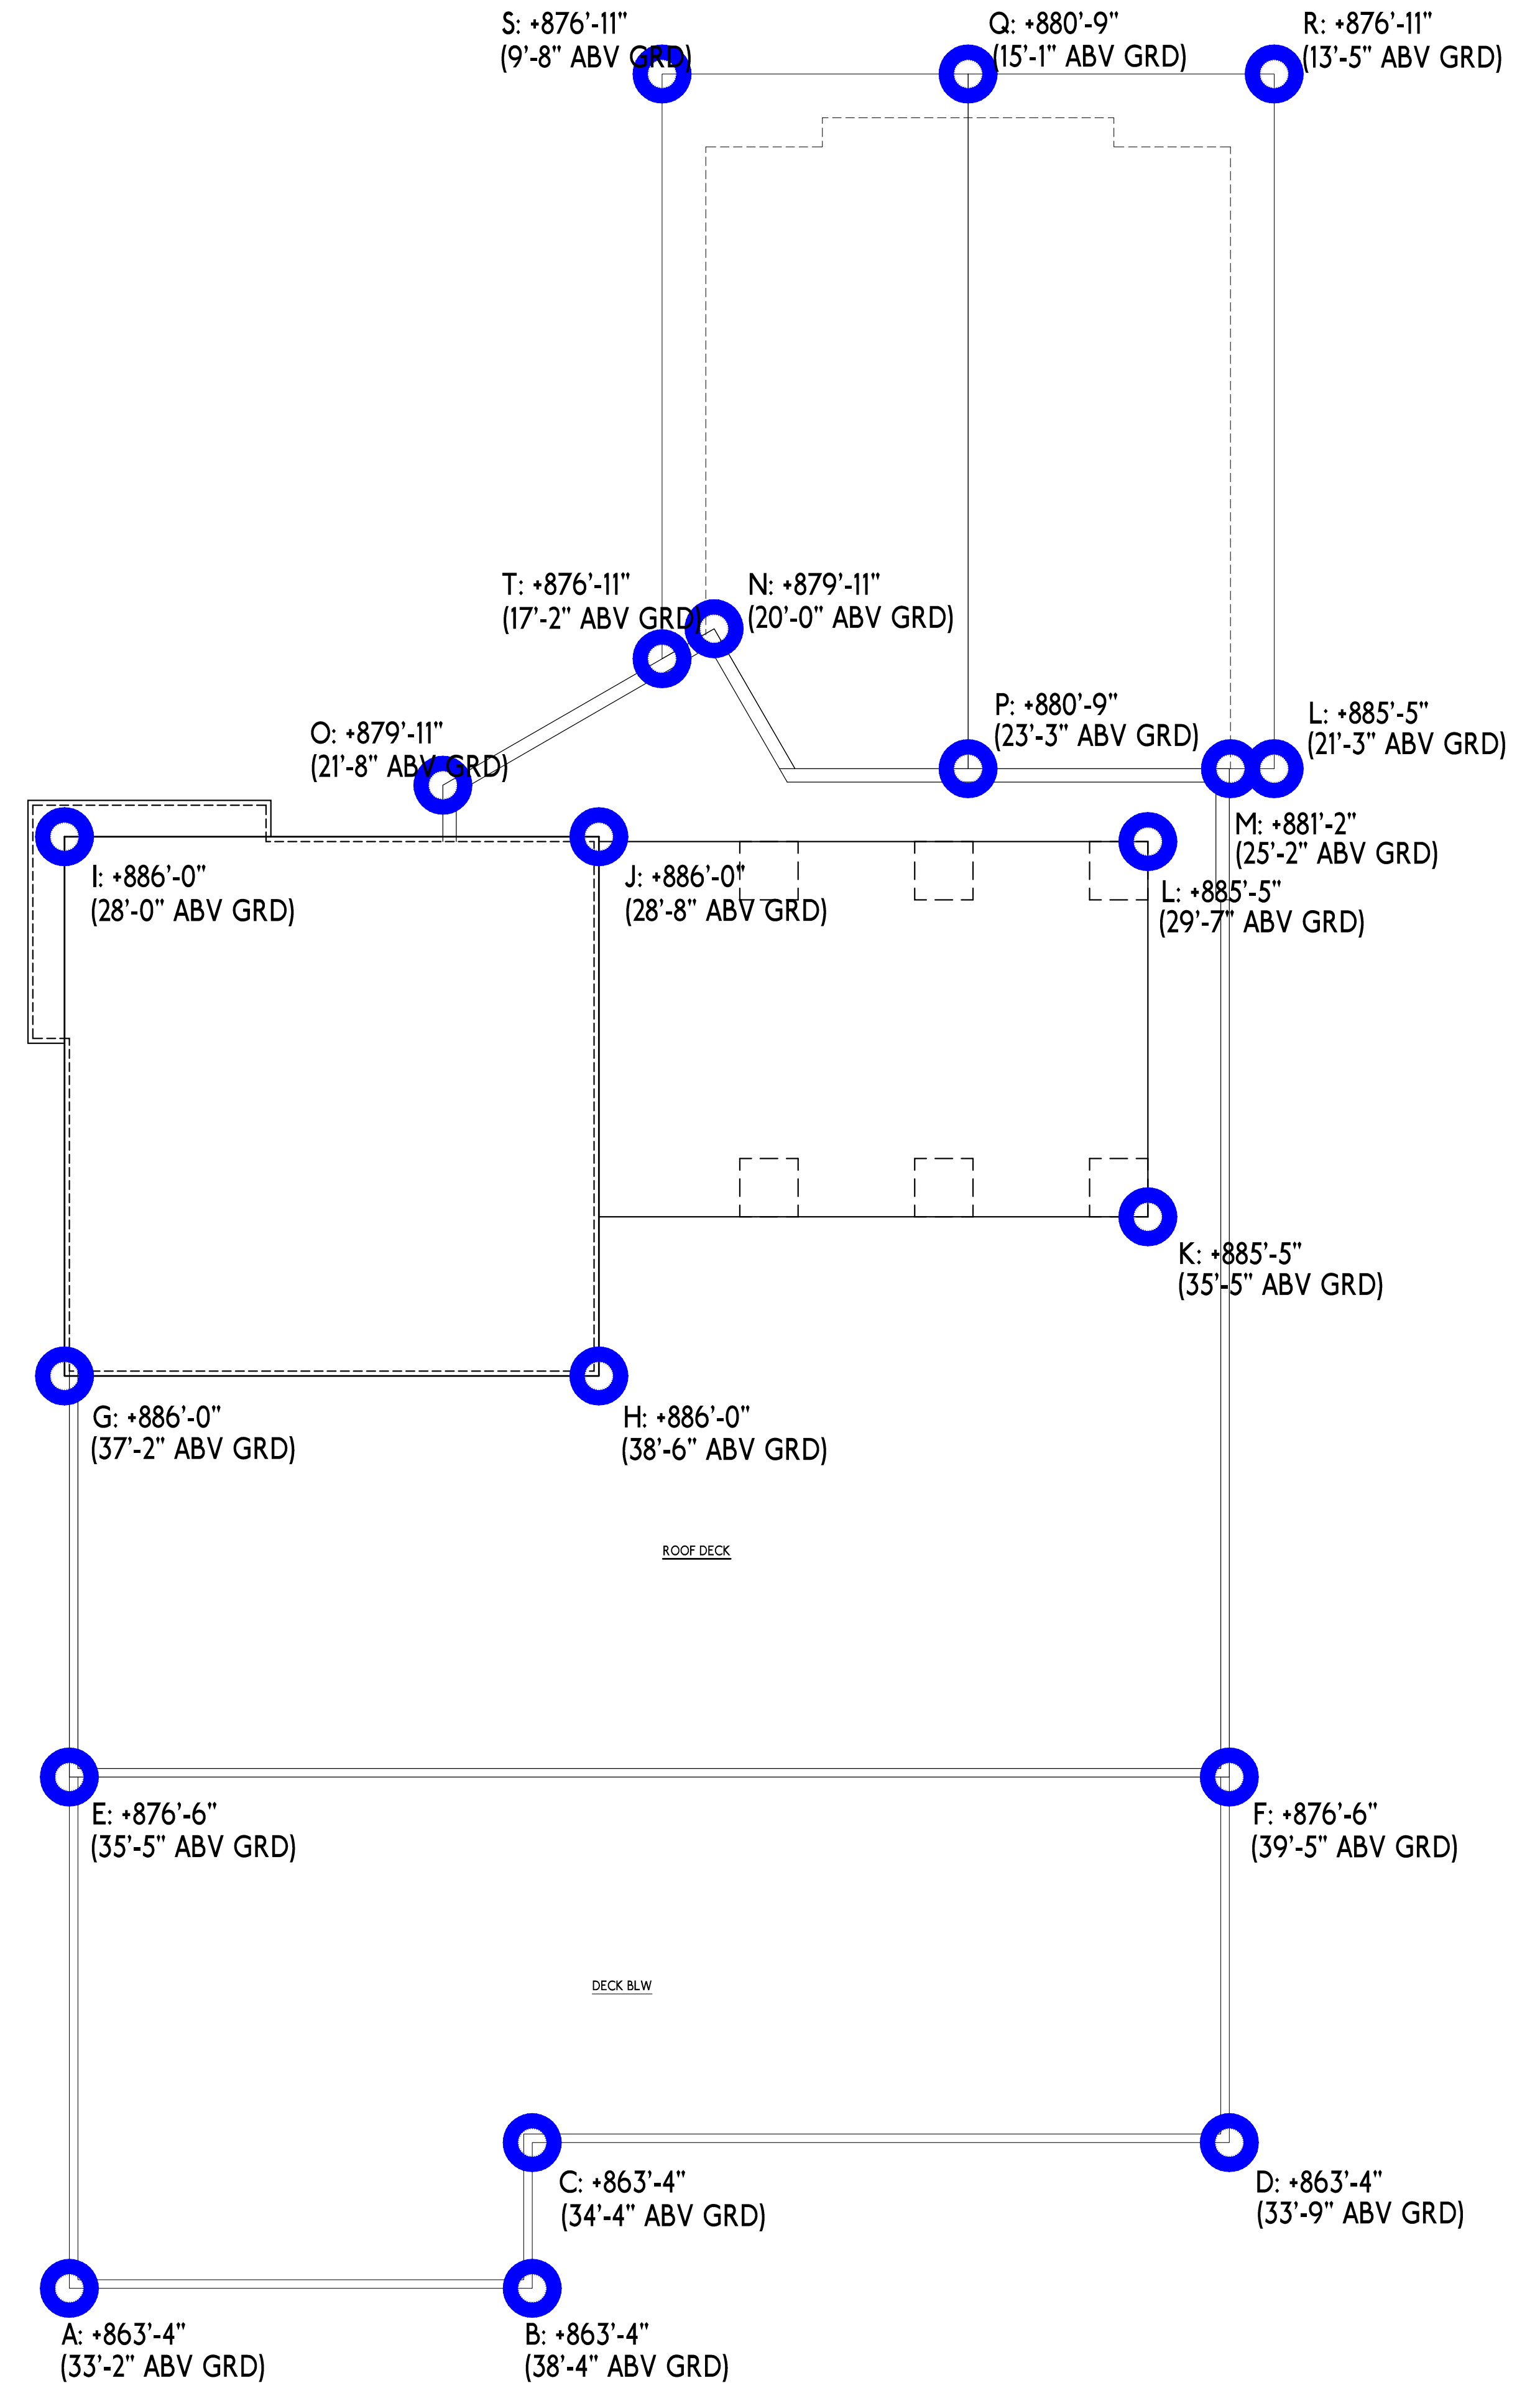 S: +876'-11"
(9'-8" ABV GRD)
Q: +880'-9"
(15'-1" ABV GRD)
R: +876'-11"
(13'-5" ABV GRD)
T: +876'-11"
(17'-2" ABV GRD)
N: +879'-11"
(20'-0" ABV GRD)
O: +879'-11"
(21'-8" ABV GRD)
P: +880'-9"
(23'-3" ABV GRD)
L: +885'-5"
(21'-3" ABV GRD)
M: +881'-2"
(25'-2" ABV GRD)
I: +886'-0"
(28'-0" ABV GRD)
J: +886'-0"
(28'-8" ABV GRD)
L: +885'-5"
(29'-7" ABV GRD)
K: +885'-5"
(35'-5" ABV GRD)
G: +886'-0"
(37'-2" ABV GRD)
H: +886'-0"
(38'-6" ABV GRD)
ROOF DECK
E: +876'-6"
(35'-5" ABV GRD)
F: +876'-6"
(39'-5" ABV GRD)
DECK BLW
C: +863'-4"
(34'-4" ABV GRD)
D: +863'-4"
(33'-9" ABV GRD)
A: +863'-4"
(33'-2" ABV GRD)
B: +863'-4"
(38'-4" ABV GRD)